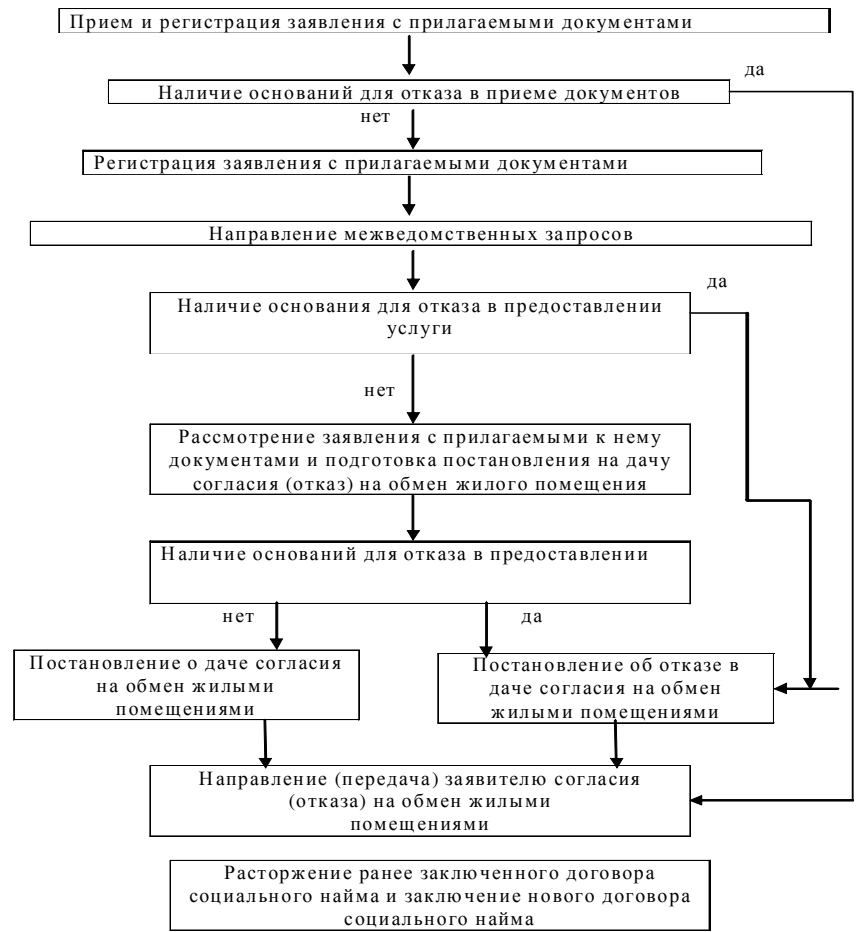 Прием и регистрация заявления с прилагаемыми документами
да
Наличие оснований для отказа в приеме документов
нет
Регистрация заявления с прилагаемыми документами
Направление межведомственных запросов
да
Наличие основания для отказа в предоставлении
услуги
нет
Рассмотрение заявления с прилагаемыми к нему
документами и подготовка постановления на дачу
согласия (отказ) на обмен жилого помещения
Наличие оснований для отказа в предоставлении
нет
да
Постановление о даче согласия
на обмен жилыми
помещениями
Постановление об отказе в
даче согласия на обмен
жилыми помещениями
Направление (передача) заявителю согласия
(отказа) на обмен жилыми
помещениями
Расторжение ранее заключенного договора
социального найма и заключение нового договора
социального найма